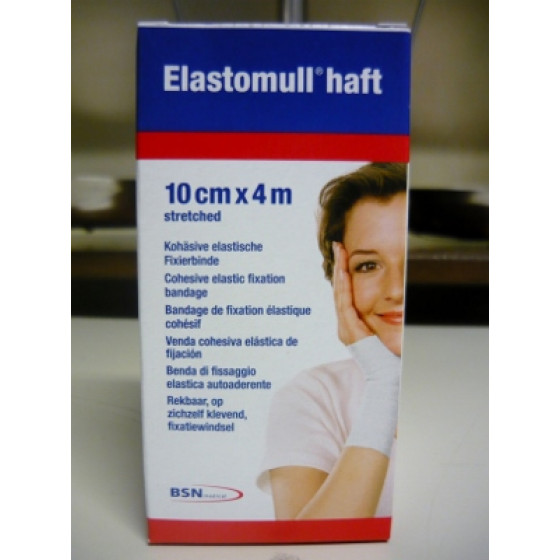 Elastomull® haft
10 cm x 4 m
stretched
Kohäsive elastische
Fixierbinde
Cohesive elastic fixation
bandage
Bandage de fixation élastique
cohésif
Venda cohesiva elástica de
fijación
Benda di fissaggio
elastica autoaderente
Rekbaar, op
zichzelf klevend,
fixatiewindsel
BSN medical